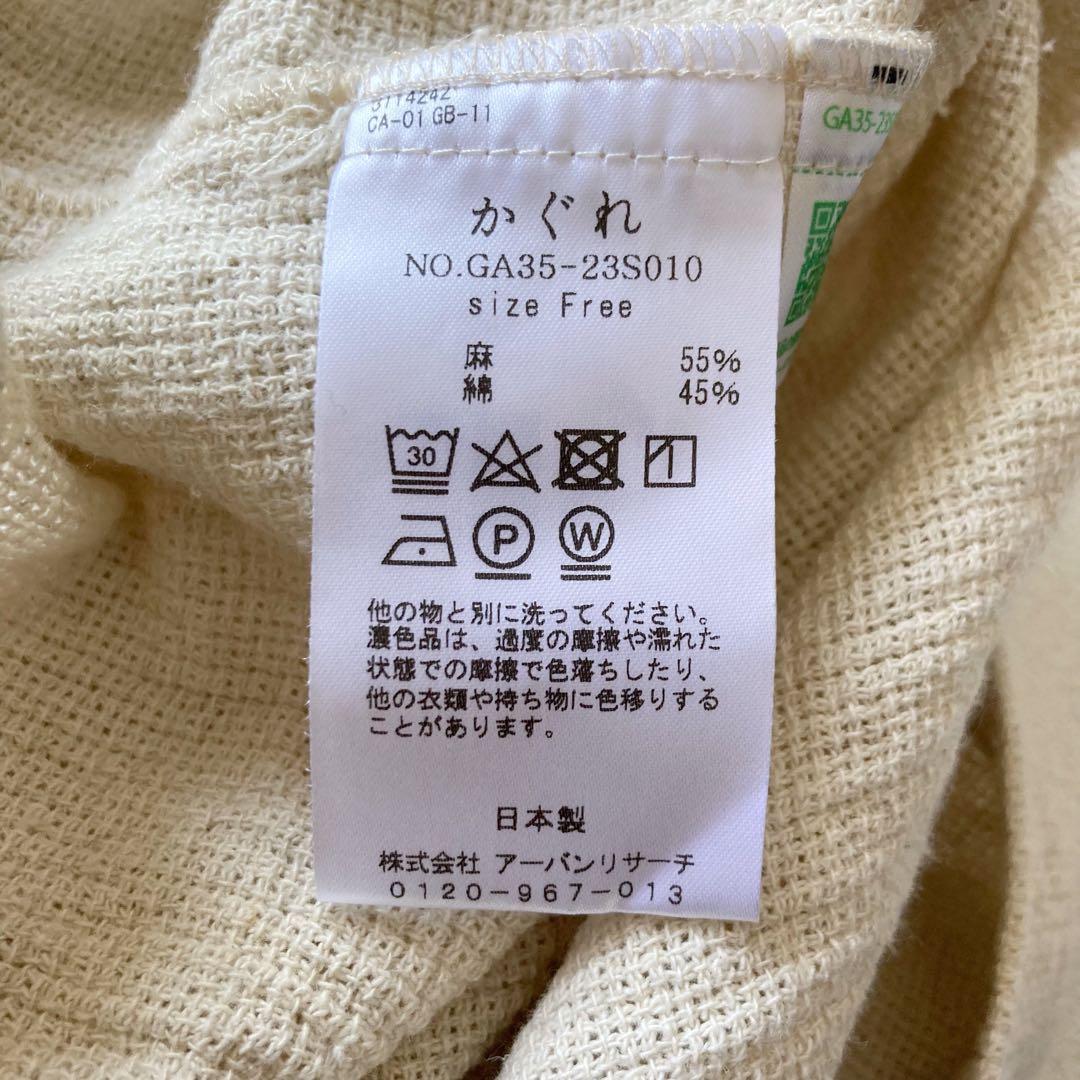 CA-01 GB-11
かぐれ
NO.GA35-23S010
size Free
麻 55%
綿 45%
30
P
W
他の物と別に洗ってください。
濃色品は、過度の摩擦や濡れた
状態での摩擦で色落ちしたり、
他の衣類や持ち物に色移りする
ことがあります。
日本製
株式会社 アーバンリサーチ
0120-967-013
GA35-23